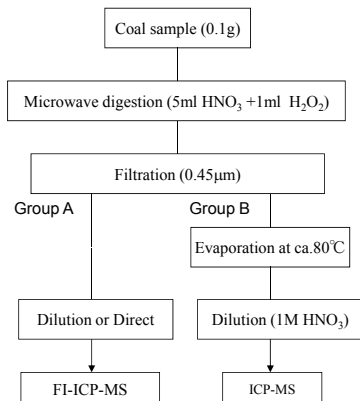 Coal sample (0.1g)
Microwave digestion (5ml HNO₃ +1ml H₂O₂)
Filtration (0.45μm)
Group A
Group B
Evaporation at ca.80℃
Dilution or Direct
Dilution (1M HNO₃)
FI-ICP-MS
ICP-MS